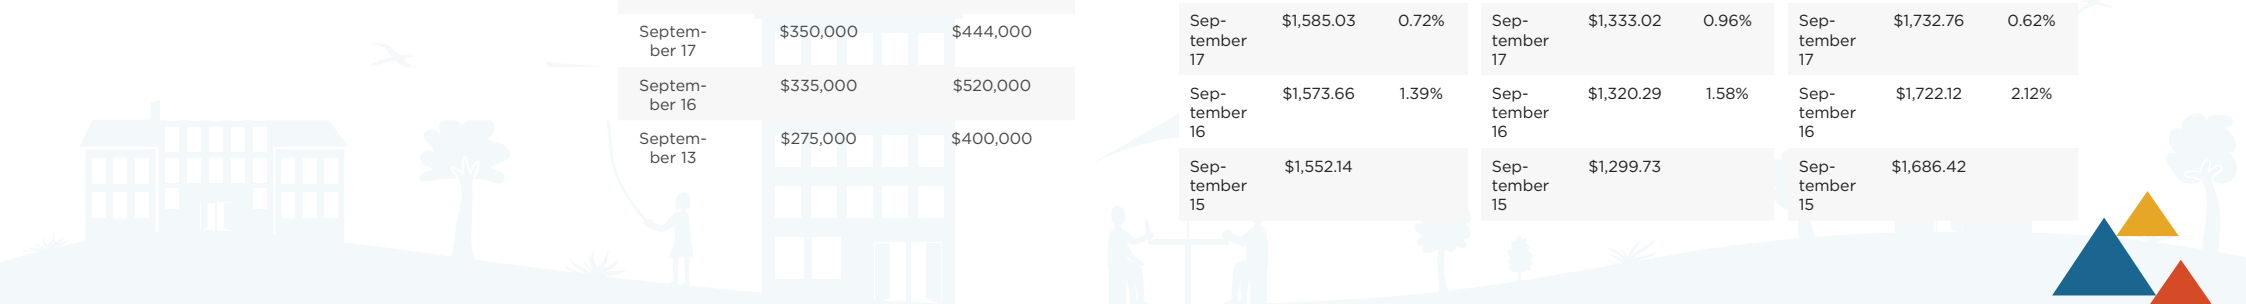 Septem- $350,000 $444,000
ber 17
Septem- $335,000 $520,000
ber 16
Septem- $275,000 $400,000
ber 13
Sep- $1,585.03 0.72%
tember
17
Sep- $1,573.66 1.39%
tember
16
Sep- $1,552.14
tember
15
Sep- $1,333.02 0.96%
tember
17
Sep- $1,320.29 1.58%
tember
16
Sep- $1,299.73
tember
15
Sep- $1,732.76 0.62%
tember
17
Sep- $1,722.12 2.12%
tember
16
Sep- $1,686.42
tember
15